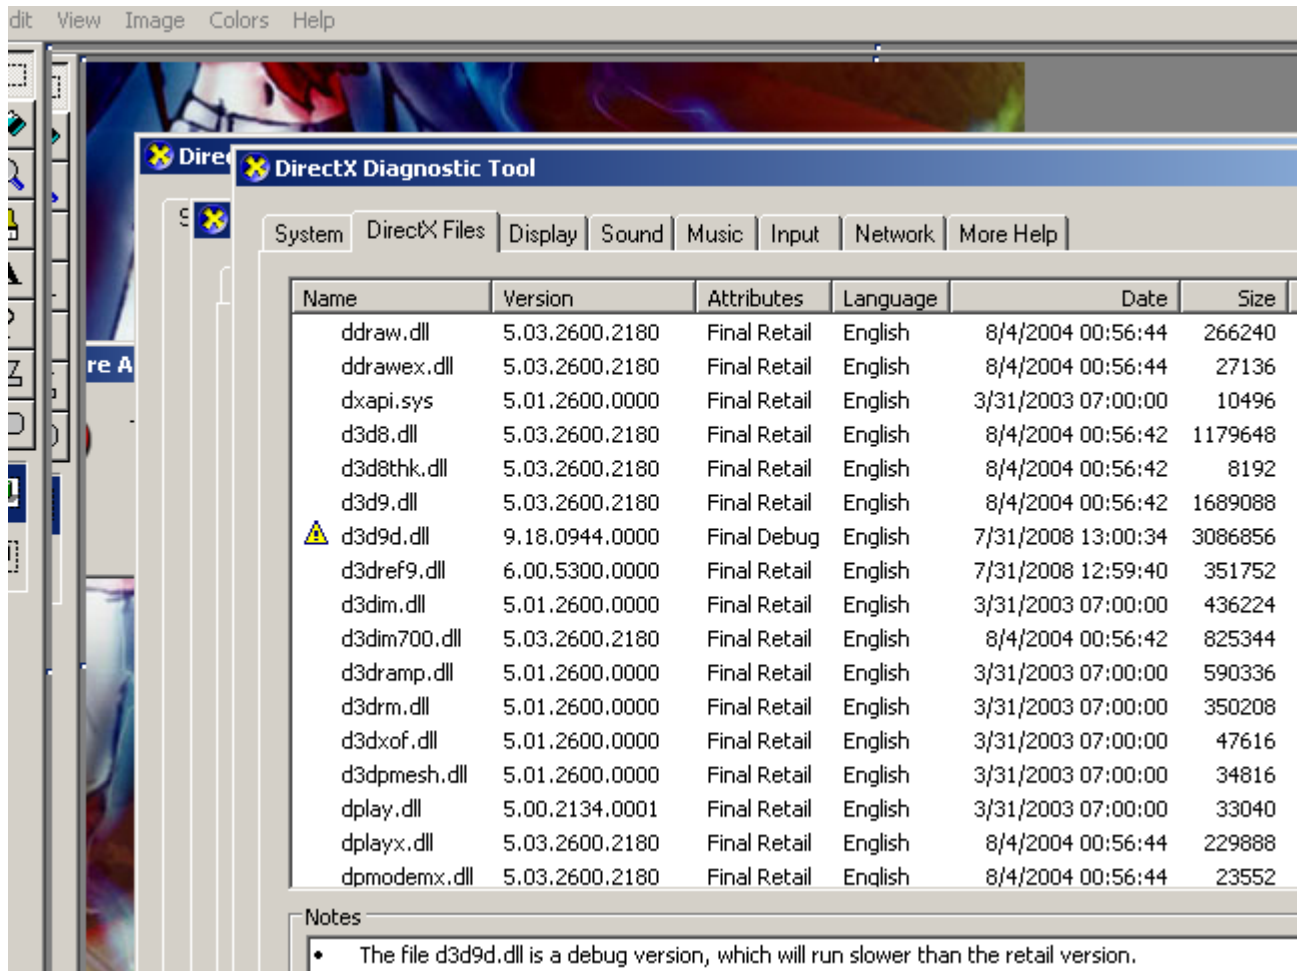 dit View Image Colors Help
Dire
DirectX Diagnostic Tool
System DirectX Files Display Sound Music Input Network More Help
Name Version Attributes Language Date Size
ddraw.dll 5.03.2600.2180 Final Retail English 8/4/2004 00:56:44 266240
ddrawex.dll 5.03.2600.2180 Final Retail English 8/4/2004 00:56:44 27136
re A
dxapi.sys 5.01.2600.0000 Final Retail English 3/31/2003 07:00:00 10496
d3d8.dll 5.03.2600.2180 Final Retail English 8/4/2004 00:56:42 1179648
d3d8thk.dll 5.03.2600.2180 Final Retail English 8/4/2004 00:56:42 8192
d3d9.dll 5.03.2600.2180 Final Retail English 8/4/2004 00:56:42 1689088
d3d9d.dll 9.18.0944.0000 Final Debug English 7/31/2008 13:00:34 3086856
d3dref9.dll 6.00.5300.0000 Final Retail English 7/31/2008 12:59:40 351752
d3dim.dll 5.01.2600.0000 Final Retail English 3/31/2003 07:00:00 436224
d3dim700.dll 5.03.2600.2180 Final Retail English 8/4/2004 00:56:42 825344
d3dramp.dll 5.01.2600.0000 Final Retail English 3/31/2003 07:00:00 590336
d3drm.dll 5.01.2600.0000 Final Retail English 3/31/2003 07:00:00 350208
d3dxof.dll 5.01.2600.0000 Final Retail English 3/31/2003 07:00:00 47616
d3dpmesh.dll 5.01.2600.0000 Final Retail English 3/31/2003 07:00:00 34816
dplay.dll 5.00.2134.0001 Final Retail English 3/31/2003 07:00:00 33040
dplayx.dll 5.03.2600.2180 Final Retail English 8/4/2004 00:56:44 229888
dpmodemx.dll 5.03.2600.2180 Final Retail English 8/4/2004 00:56:44 23552
Notes
• The file d3d9d.dll is a debug version, which will run slower than the retail version.